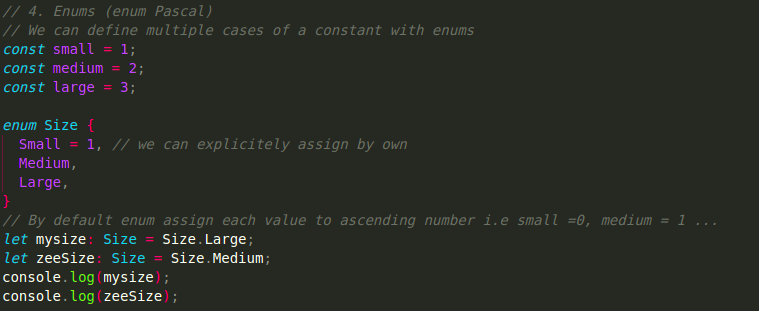 // 4. Enums (enum Pascal)
// We can define multiple cases of a constant with enums
const small = 1;
const medium = 2;
const large = 3;
enum Size {
  Small = 1, // we can explicitely assign by own
  Medium,
  Large,
}
// By default enum assign each value to ascending number i.e small =0, medium = 1 ...
let mysize: Size = Size.Large;
let zeeSize: Size = Size.Medium;
console.log(mysize);
console.log(zeeSize);